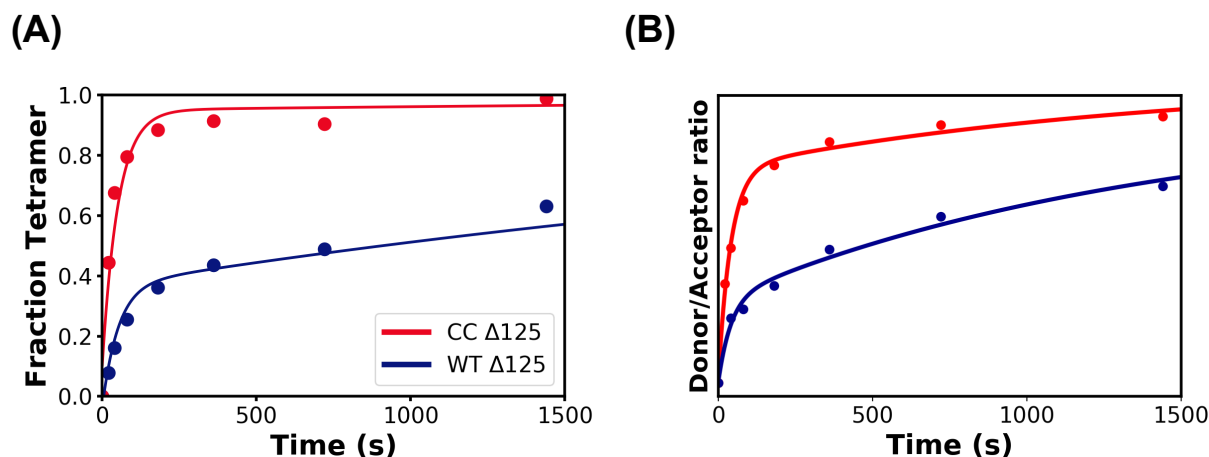 (A)
(B)
Fraction Tetramer
1.0
0.8
0.6
0.4
0.2
0.0
CC Δ125
WT Δ125
0
500
1000
1500
Time (s)
Donor/Acceptor ratio
0
500
1000
1500
Time (s)